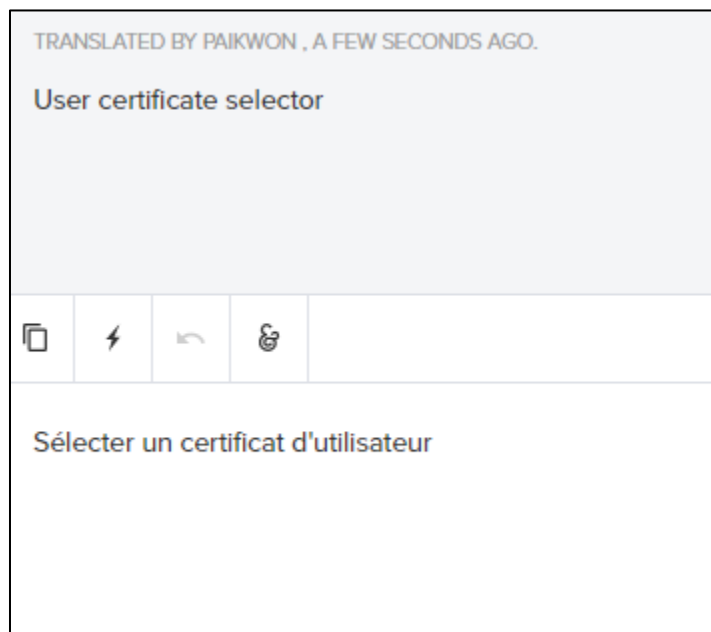 TRANSLATED BY PAIKWON , A FEW SECONDS AGO.
User certificate selector
Sélecter un certificat d'utilisateur